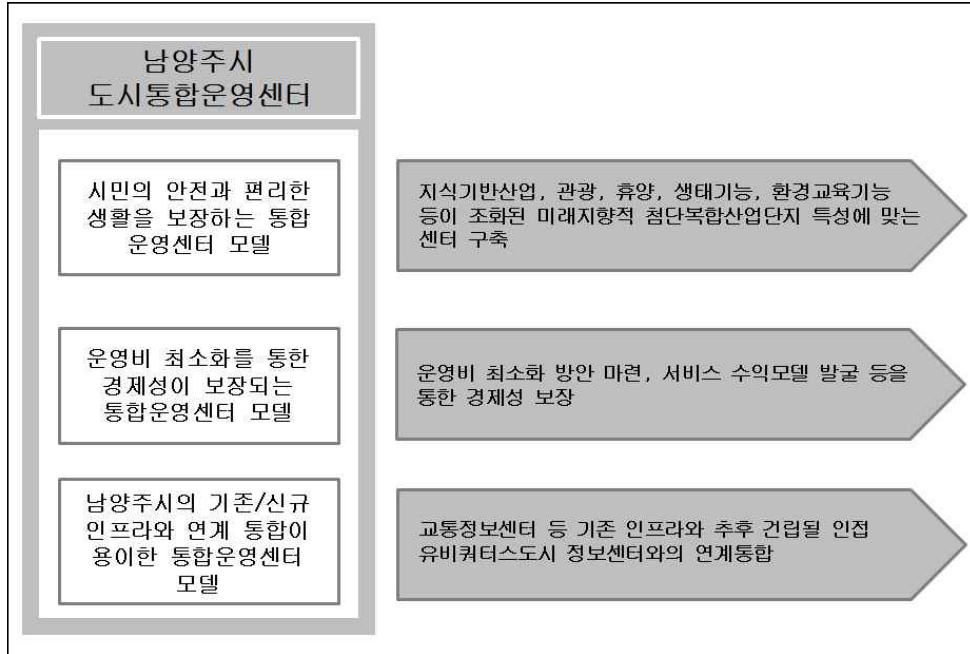 남양주시
도시통합운영센터
시민의 안전과 편리한
생활을 보장하는 통합
운영센터 모델
지식기반산업, 관광, 휴양, 생태기능, 환경교육기능
등이 조화된 미래지향적 첨단복합산업단지 특성에 맞는
센터 구축
운영비 최소화를 통한
경제성이 보장되는
통합운영센터 모델
운영비 최소화 방안 마련, 서비스 수익모델 발굴 등을
통한 경제성 보장
남양주시의 기존/신규
인프라와 연계 통합이
용이한 통합운영센터
모델
교통정보센터 등 기존 인프라와 추후 건립될 인접
유비쿼터스도시 정보센터와의 연계통합